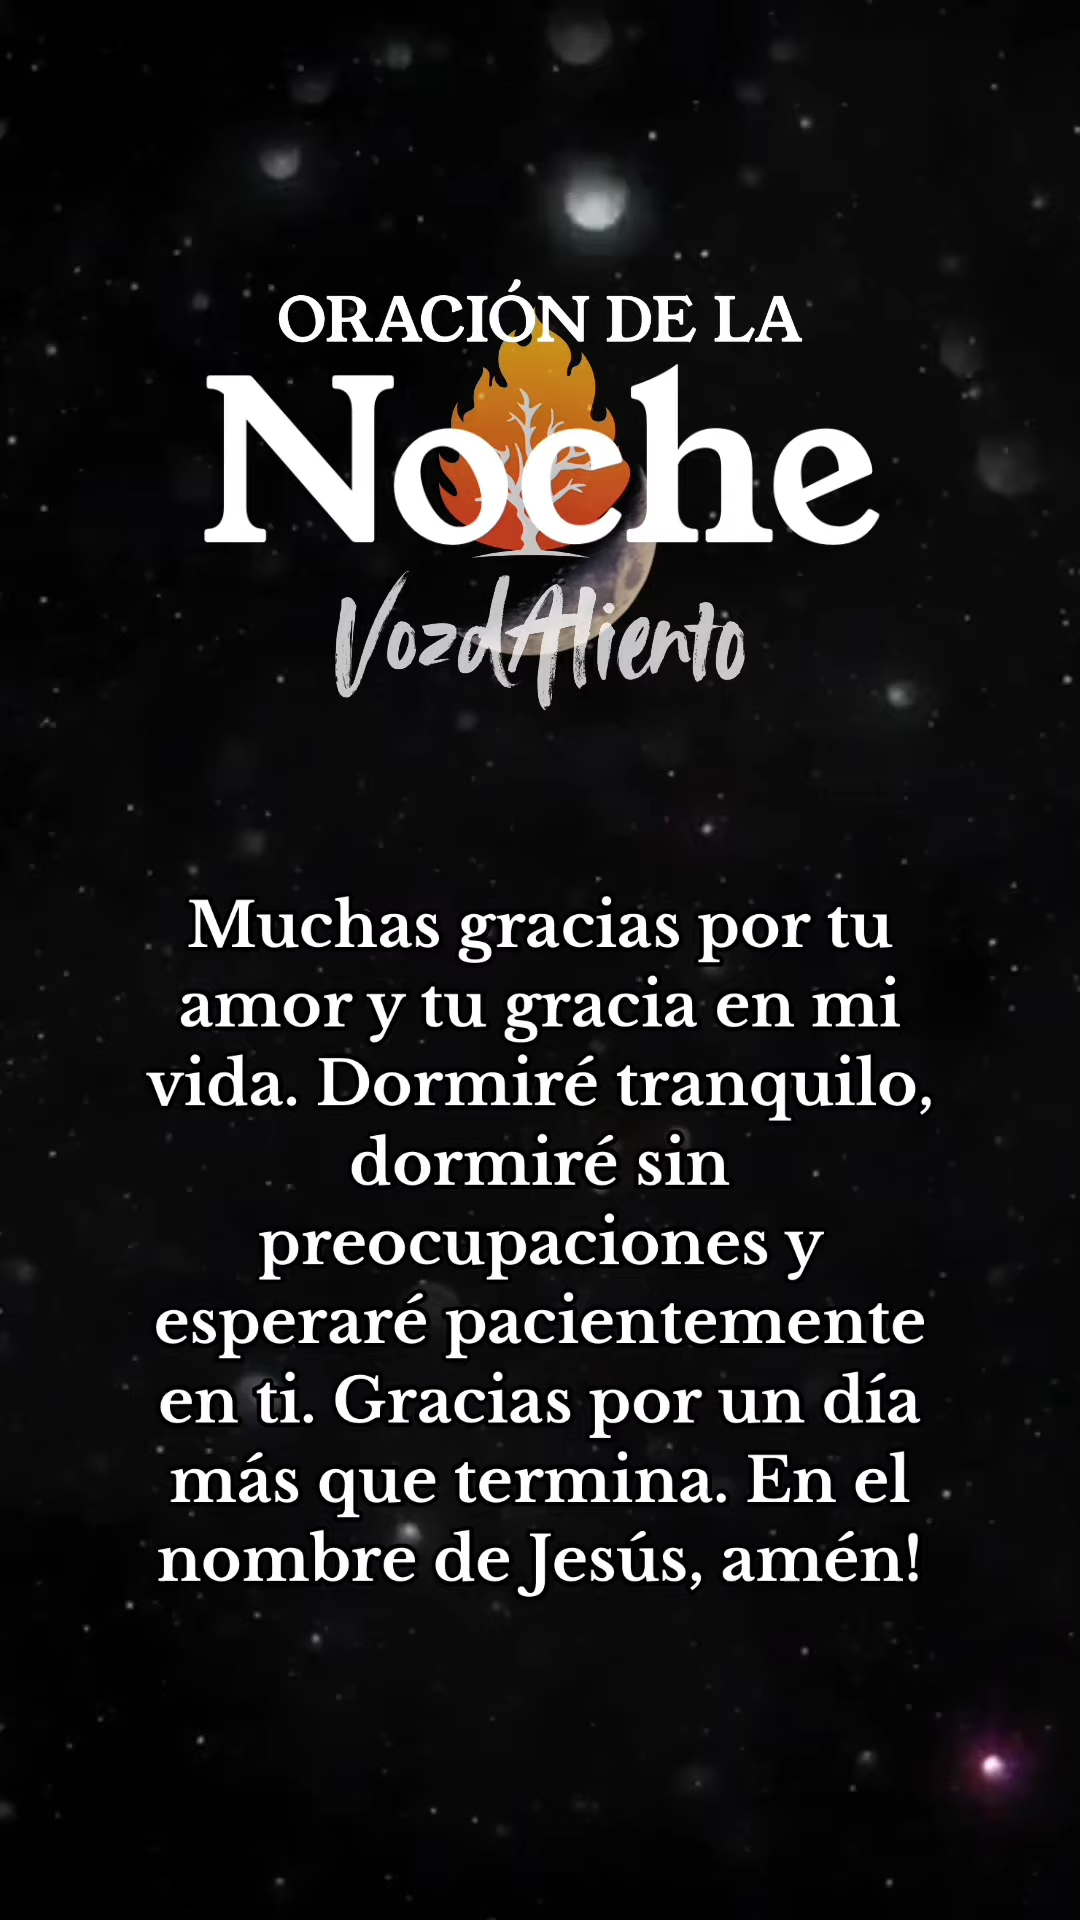 ORACIÓN DE LA
Noche
VozdAliento
Muchas gracias por tu
amor y tu gracia en mi
vida. Dormiré tranquilo,
dormiré sin
preocupaciones y
esperaré pacientemente
en ti. Gracias por un día
más que termina. En el
nombre de Jesús, amén!